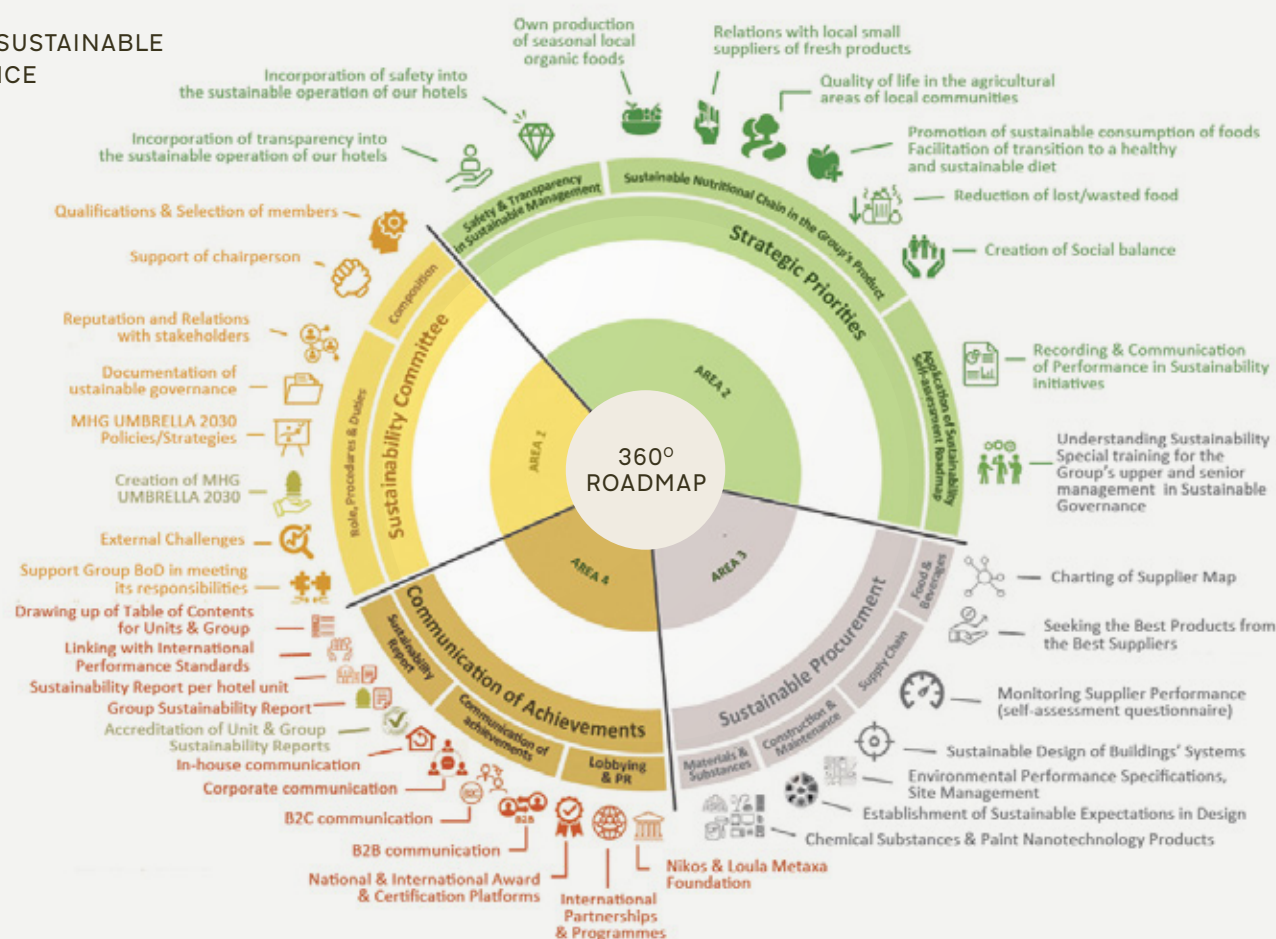 SUSTAINABLE
ICE
Own production
of seasonal local
organic foods
Relations with local small
suppliers of fresh products
Incorporation of safety into
the sustainable operation of our hotels
Quality of life in the agricultural
areas of local communities
Incorporation of transparency into
the sustainable operation of our hotels
Promotion of sustainable consumption of foods
Facilitation of transition to a healthy
and sustainable diet
Reduction of lost/wasted food
Creation of Social balance
Qualifications & Selection of members
Support of chairperson
Reputation and Relations
with stakeholders
Documentation of
ustainable governance
MHG UMBRELLA 2030
Policies/Strategies
Creation of MHG
UMBRELLA 2030
External Challenges
Support Group BoD in meeting
its responsibilities
Safety & Transparency
in Sustainable Management
Sustainable Nutritional Chain in the Group's Product
Strategic Priorities
Application of Sustainability
Self-assessment Roadmap
Composition
Role, Procedures & Duties
Sustainability Committee
AREA 2
AREA 1
360º
ROADMAP
AREA 4
AREA 3
Recording & Communication
of Performance in Sustainability
initiatives
Understanding Sustainability
Special training for the
Group's upper and senior
management in Sustainable
Governance
Food &
Beverages
Supply Chain
Construction &
Maintenance
Materials &
Substances
Sustainable Procurement
Communication of Achievements
Sustainability
Report
Communication of
achievements
Lobbying
& PR
Charting of Supplier Map
Seeking the Best Products from
the Best Suppliers
Monitoring Supplier Performance
(self-assessment questionnaire)
Sustainable Design of Buildings' Systems
Environmental Performance Specifications,
Site Management
Establishment of Sustainable Expectations in Design
Chemical Substances & Paint Nanotechnology Products
Drawing up of Table of Contents
for Units & Group
Linking with International
Performance Standards
Sustainability Report per hotel unit
Group Sustainability Report
Accreditation of Unit & Group
Sustainability Reports
In-house communication
Corporate communication
B2C communication
B2C
B2B communication
B2B
National & International Award
& Certification Platforms
International
Partnerships
& Programmes
Nikos & Loula Metaxa
Foundation